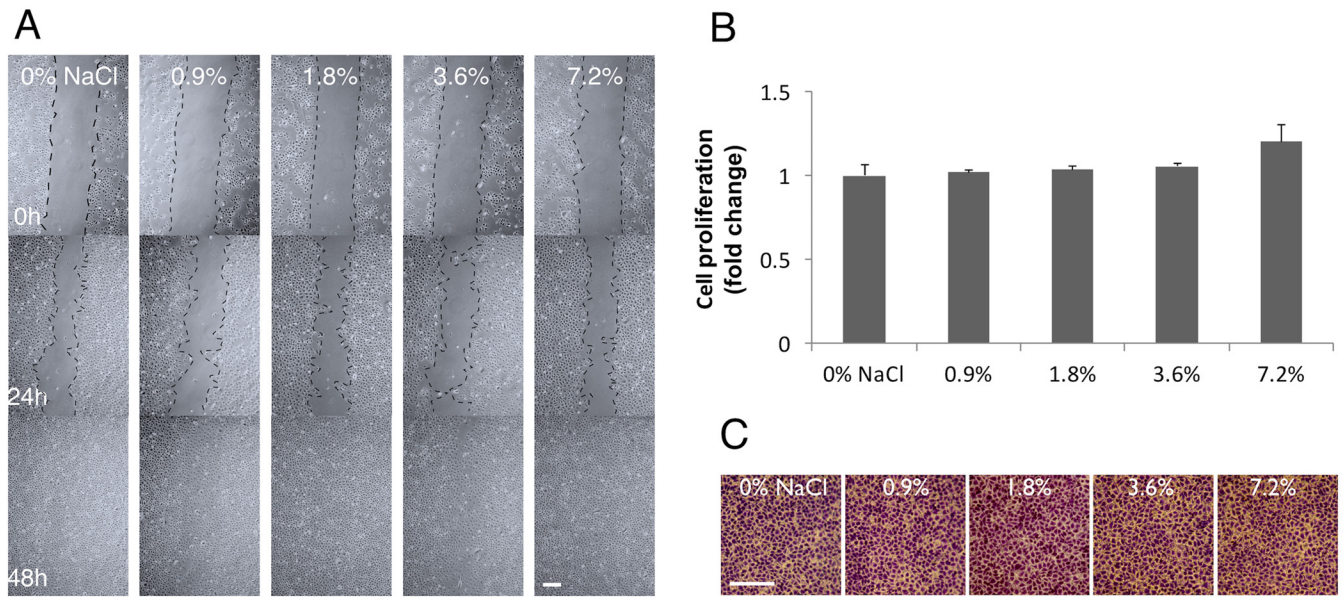 A
0% NaCl 0.9% 1.8% 3.6% 7.2%
0h
24h
48h
B
Cell proliferation
(fold change)
1.5
1
0.5
0
0% NaCl 0.9% 1.8% 3.6% 7.2%
C
0% NaCl 0.9% 1.8% 3.6% 7.2%